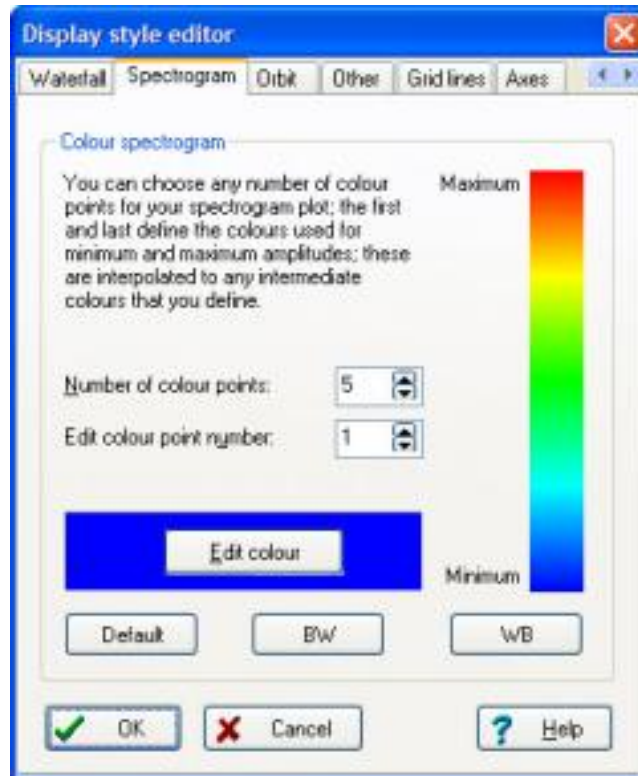 Display style editor
Waterfall Spectrogram Orbit Other Grid lines Axes
Colour spectrogram
You can choose any number of colour
points for your spectrogram plot; the first
and last define the colours used for
minimum and maximum amplitudes; these
are interpolated to any intermediate
colours that you define.
Maximum
Number of colour points: 5
Edit colour point number: 1
Edit colour
Minimum
Default BW WB
OK Cancel ? Help